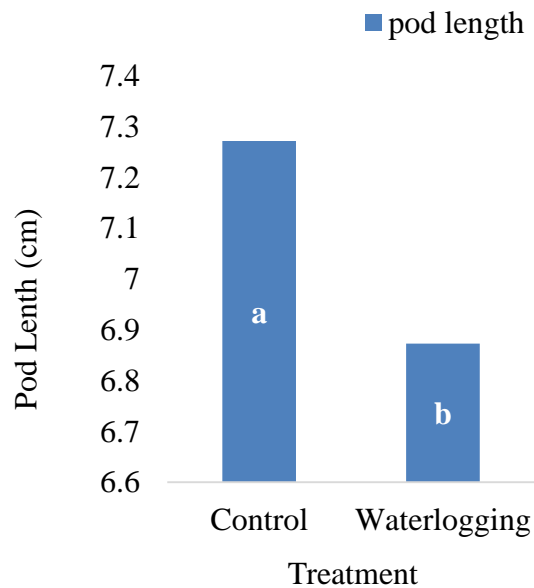 pod length
7.4
7.3
7.2
7.1
7
6.9
6.8
6.7
6.6
Pod Lenth (cm)
a
b
Control Waterlogging
Treatment